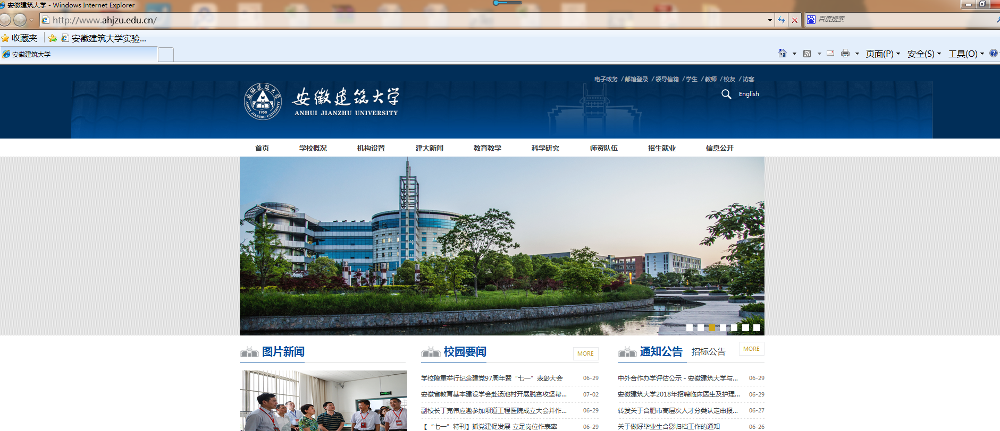 安徽建筑大学 - Windows Internet Explorer
http://www.ahjzu.edu.cn/
百度搜索
收藏夹
安徽建筑大学实验...
安徽建筑大学
页面(P)
安全(S)
工具(O)
电子政务 /邮箱登录 /领导信箱 /学生 /教师 /校友 /访客
English
安徽建筑大学
ANHUI JIANZHU UNIVERSITY
安徽建筑大学
1958
ANHUI JIANZHU UNIVERSITY
首页 学校概况 机构设置 建大新闻 教育教学 科学研究 师资队伍 招生就业 信息公开
图片新闻
校园要闻
MORE
学校隆重举行纪念建党97周年暨“七一”表彰大会 06-29
安徽省教育基本建设学会赴汤池村开展脱贫攻坚帮... 07-02
副校长丁克伟应邀参加坝道工程医院成立大会并作... 06-29
【“七一”特刊】抓党建促发展 立足岗位作表率 06-29
通知公告
招标公告
MORE
中外合作办学评估公示 - 安徽建筑大学与... 06-29
安徽建筑大学2018年招聘临床医生及护理... 06-29
转发关于合肥市高层次人才分类认定申报... 06-27
关于做好毕业生合影归档工作的通知 06-26